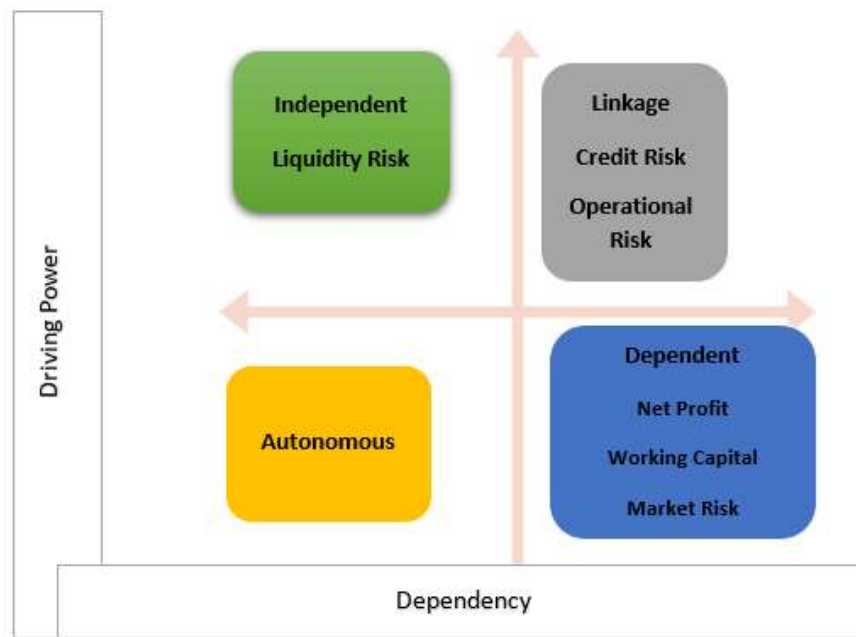 Driving Power
Independent
Liquidity Risk
Linkage
Credit Risk
Operational
Risk
Autonomous
Dependent
Net Profit
Working Capital
Market Risk
Dependency